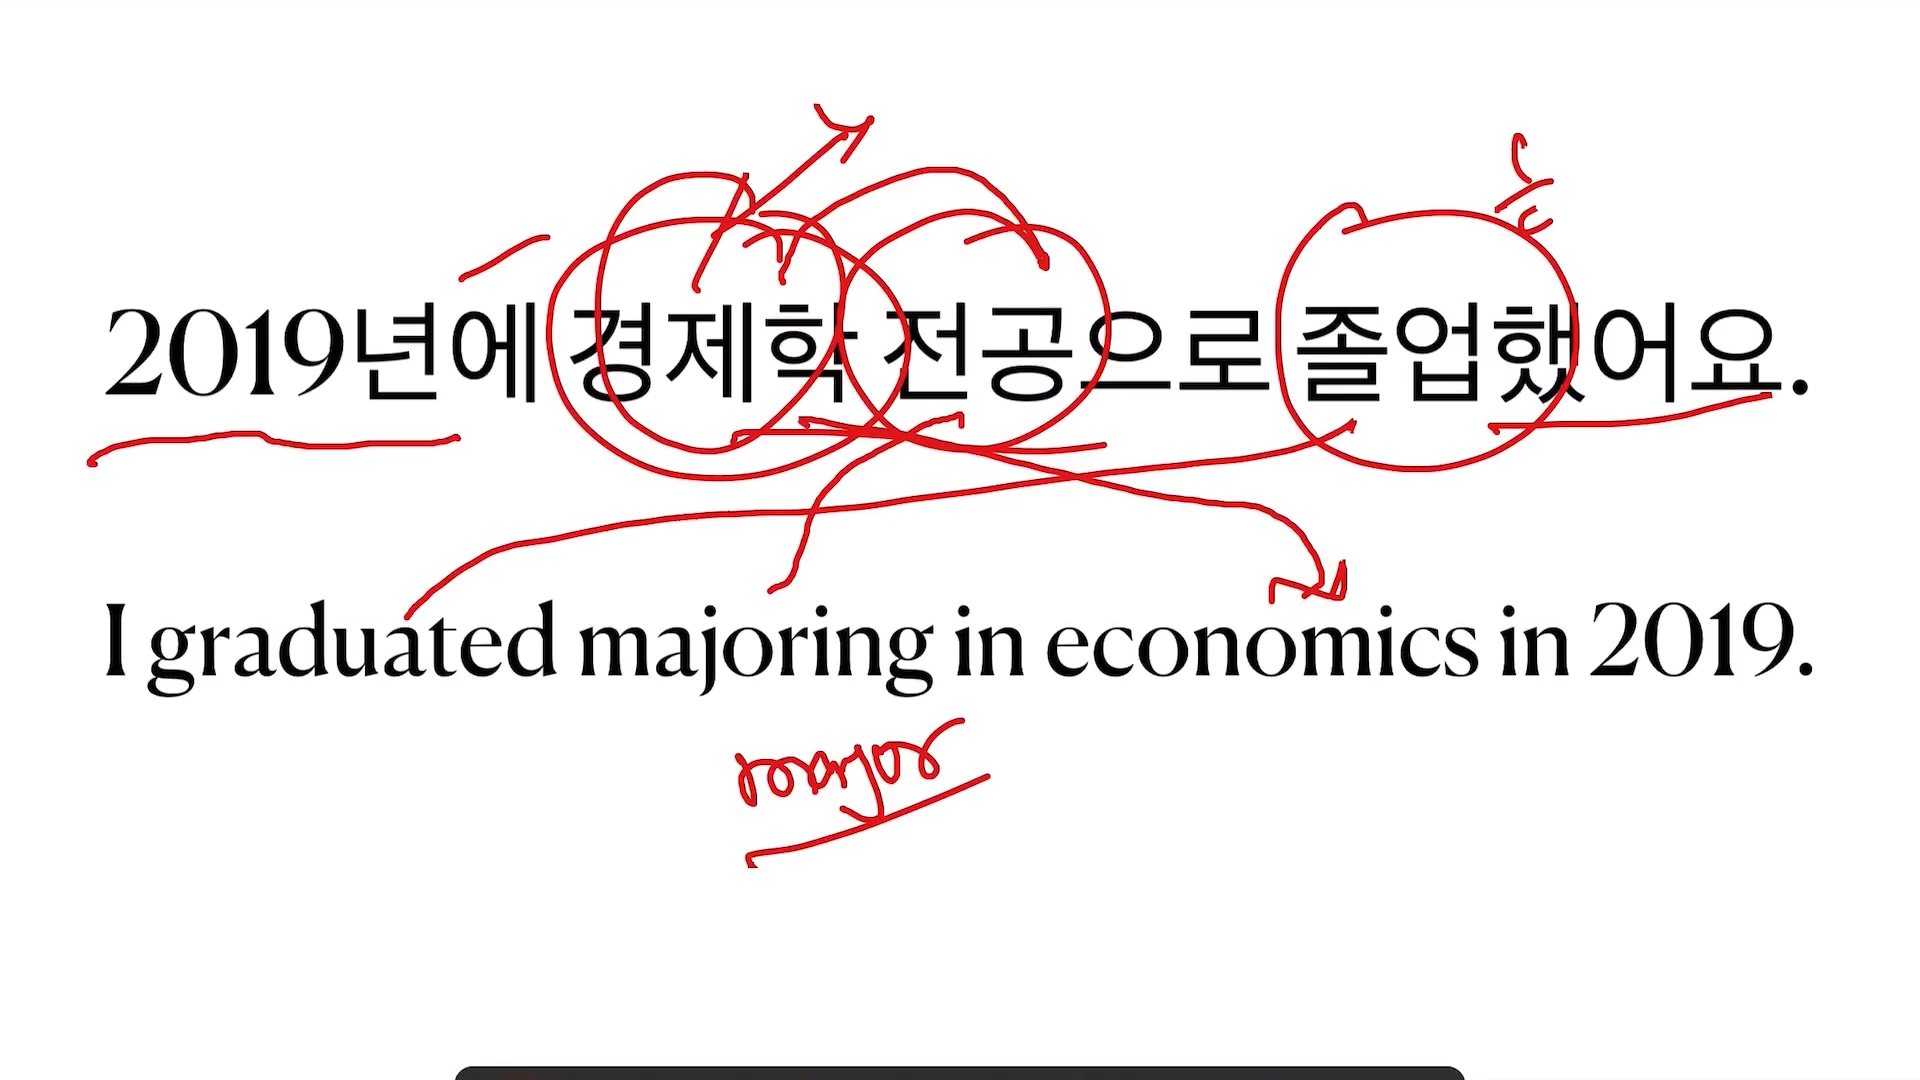 2019년에 경제학 전공으로 졸업했어요.
I graduated majoring in economics in 2019.
major